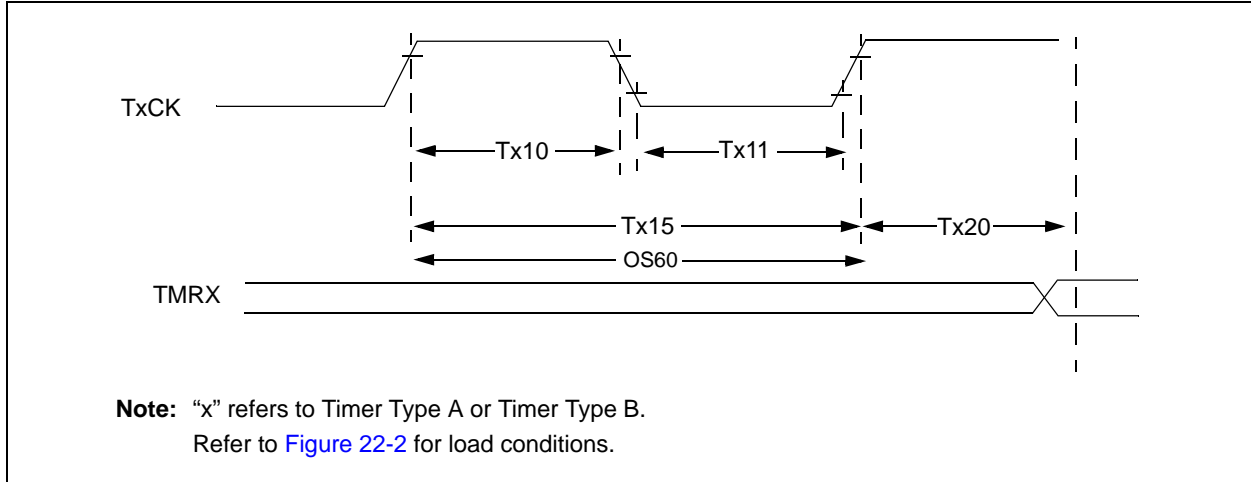 TxCK
Tx10
Tx11
Tx15
Tx20
OS60
TMRX
Note: “x” refers to Timer Type A or Timer Type B.
Refer to Figure 22-2 for load conditions.